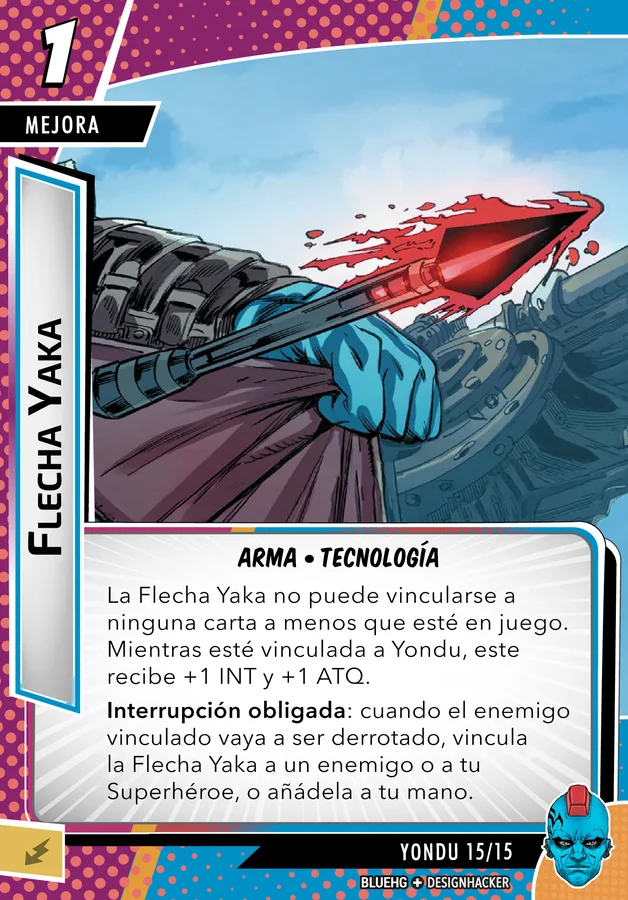 1
MEJORA
FLECHA YAKA
ARMA • TECNOLOGÍA
La Flecha Yaka no puede vincularse a
ninguna carta a menos que esté en juego.
Mientras esté vinculada a Yondu, este
recibe +1 INT y +1 ATQ.
Interrupción obligada: cuando el enemigo
vinculado vaya a ser derrotado, vincula
la Flecha Yaka a un enemigo o a tu
Superhéroe, o añádela a tu mano.
YONDU 15/15
BLUEHG + DESIGNHACKER